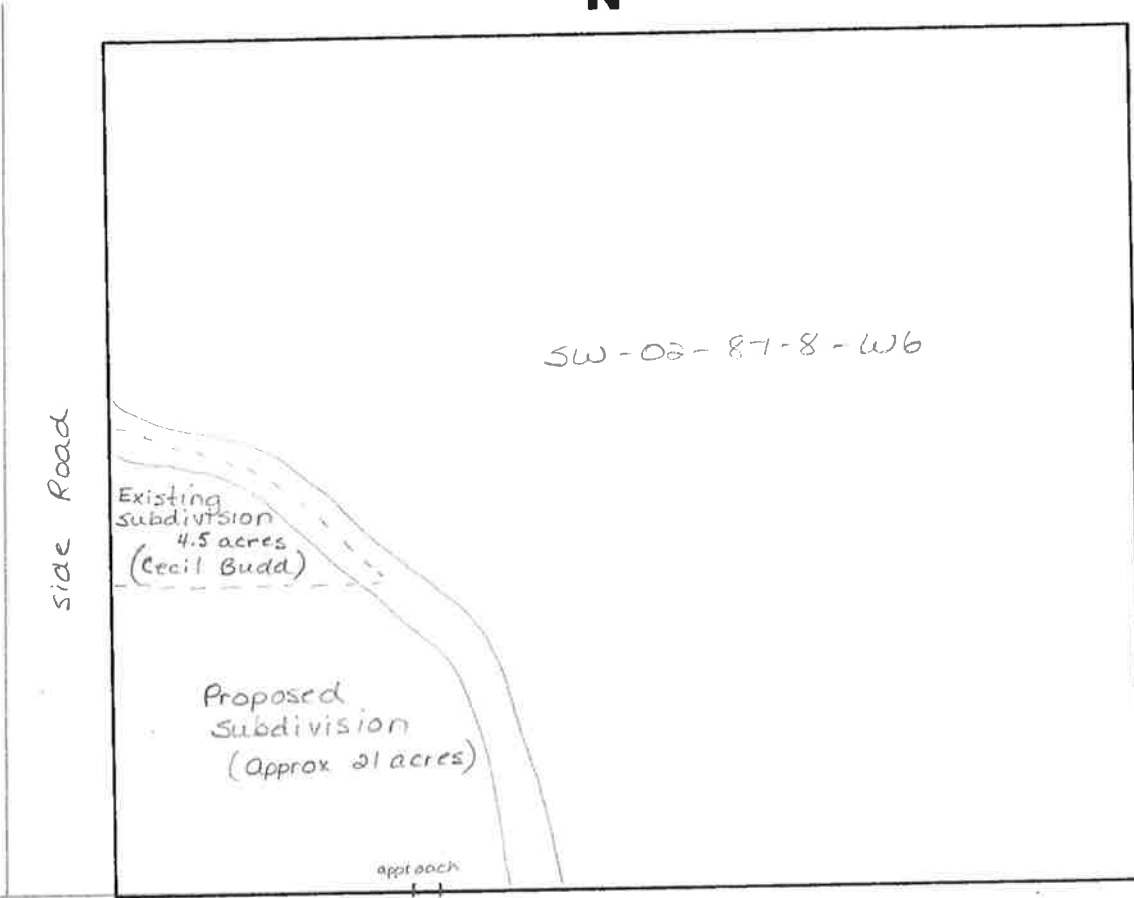 N
SW-02-87-8-W6
side Road
Existing
subdivision
4.5 acres
(Cecil Budd)
Proposed
Subdivision
(approx 21 acres)
approach